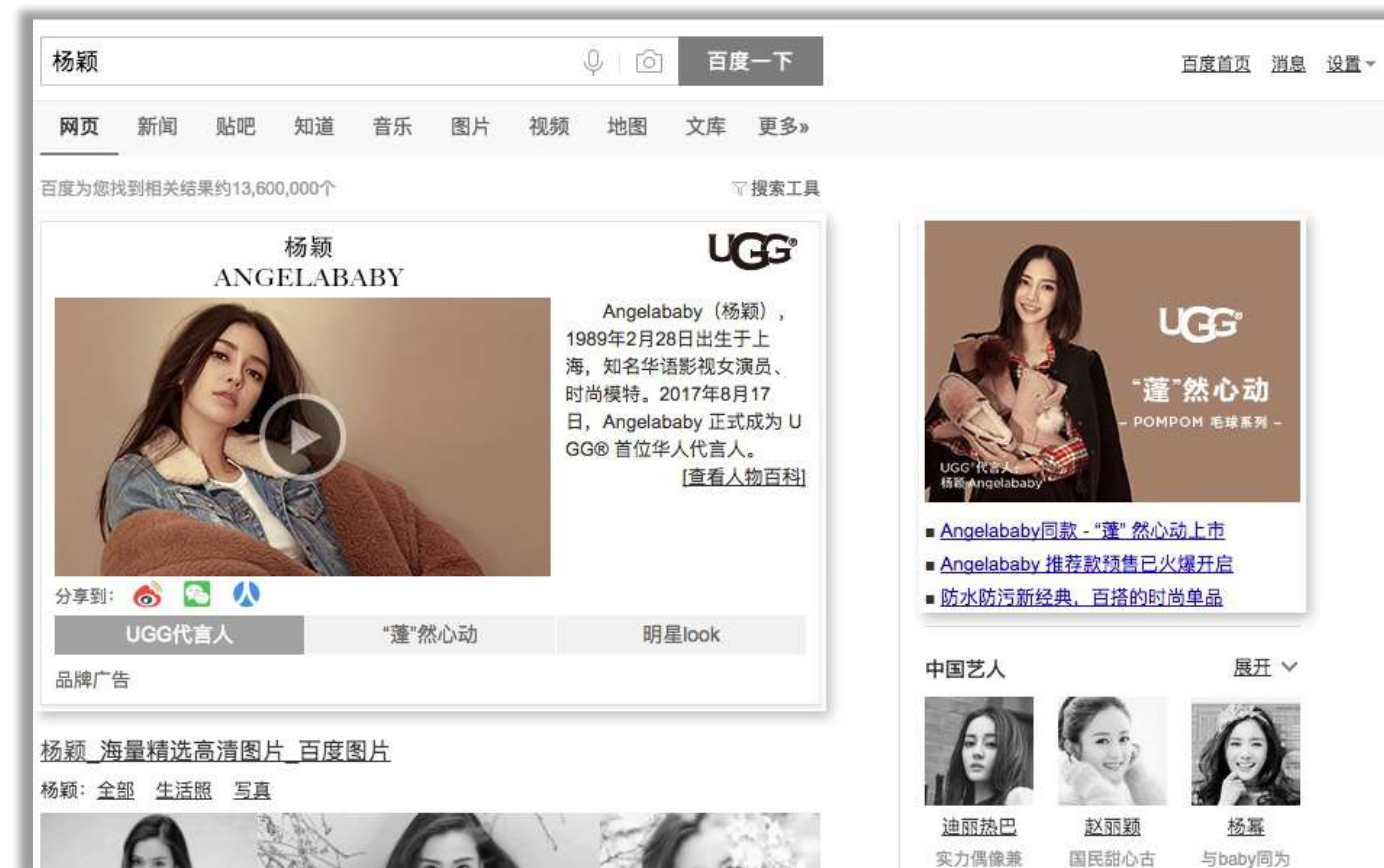 杨颖
百度一下
百度首页 消息 设置
网页 新闻 贴吧 知道 音乐 图片 视频 地图 文库 更多»
百度为您找到相关结果约13,600,000个
搜索工具
杨颖
ANGELABABY
UGG®
Angelababy（杨颖），
1989年2月28日出生于上
海，知名华语影视女演员、
时尚模特。2017年8月17
日，Angelababy 正式成为 U
GG® 首位华人代言人。
[查看人物百科]
分享到：
UGG代言人 “蓬”然心动 明星look
品牌广告
杨颖_海量精选高清图片_百度图片
杨颖：全部 生活照 写真
UGG®
“蓬”然心动
– POMPOM 毛球系列 –
UGG®代言人：
杨颖 Angelababy
Angelababy同款 - “蓬” 然心动上市
Angelababy 推荐款预售已火爆开启
防水防污新经典，百搭的时尚单品
中国艺人 展开
迪丽热巴 赵丽颖 杨幂
实力偶像兼 国民甜心古 与baby同为